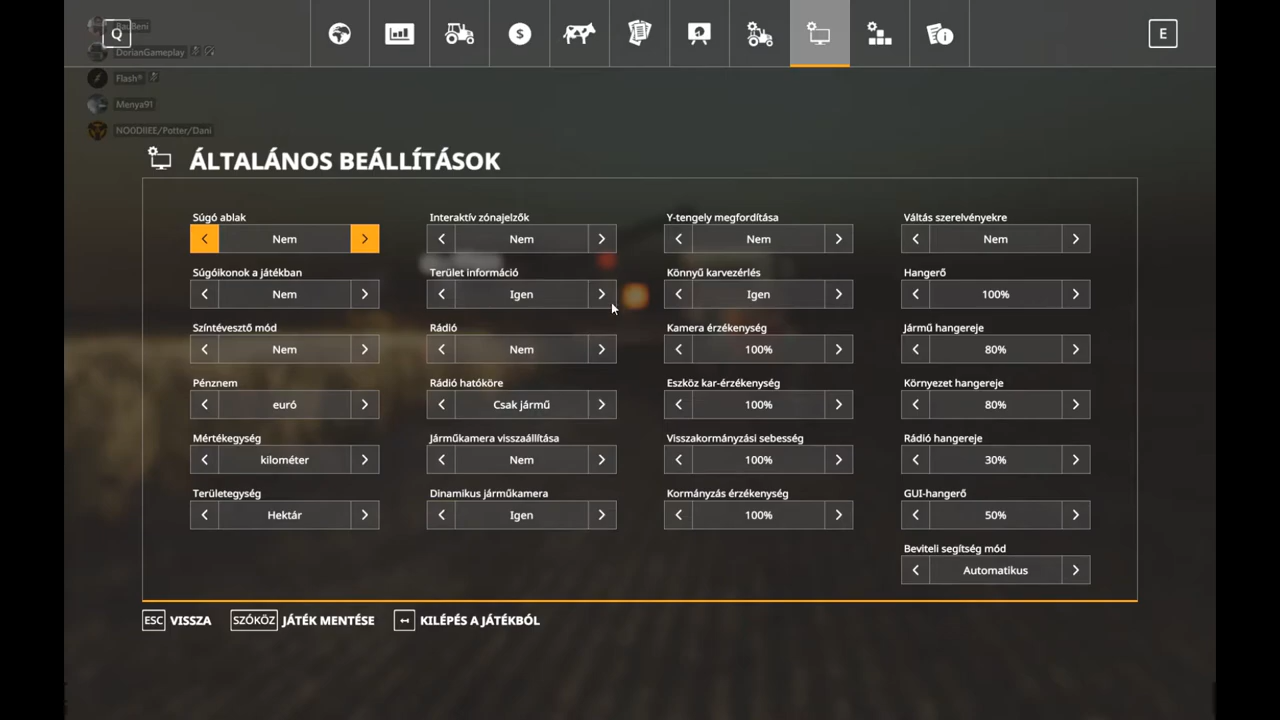 Q
BauBeni
DorianGameplay
Flash®
Menya91
NO0DIIEE/Potter/Dani
E
ÁLTALÁNOS BEÁLLÍTÁSOK
Súgó ablak
Nem
Súgóikonok a játékban
Nem
Színtévesztő mód
Nem
Pénznem
euró
Mértékegység
kilométer
Területegység
Hektár
Interaktív zónajelzők
Nem
Terület információ
Igen
Rádió
Nem
Rádió hatóköre
Csak jármű
Járműkamera visszaállítása
Nem
Dinamikus járműkamera
Igen
Y-tengely megfordítása
Nem
Könnyű karvezérlés
Igen
Kamera érzékenység
100%
Eszköz kar-érzékenység
100%
Visszakormányzási sebesség
100%
Kormányzás érzékenység
100%
Váltás szerelvényekre
Nem
Hangerő
100%
Jármű hangereje
80%
Környezet hangereje
80%
Rádió hangereje
30%
GUI-hangerő
50%
Beviteli segítség mód
Automatikus
ESC VISSZA SZÓKÖZ JÁTÉK MENTÉSE ↔ KILÉPÉS A JÁTÉKBÓL